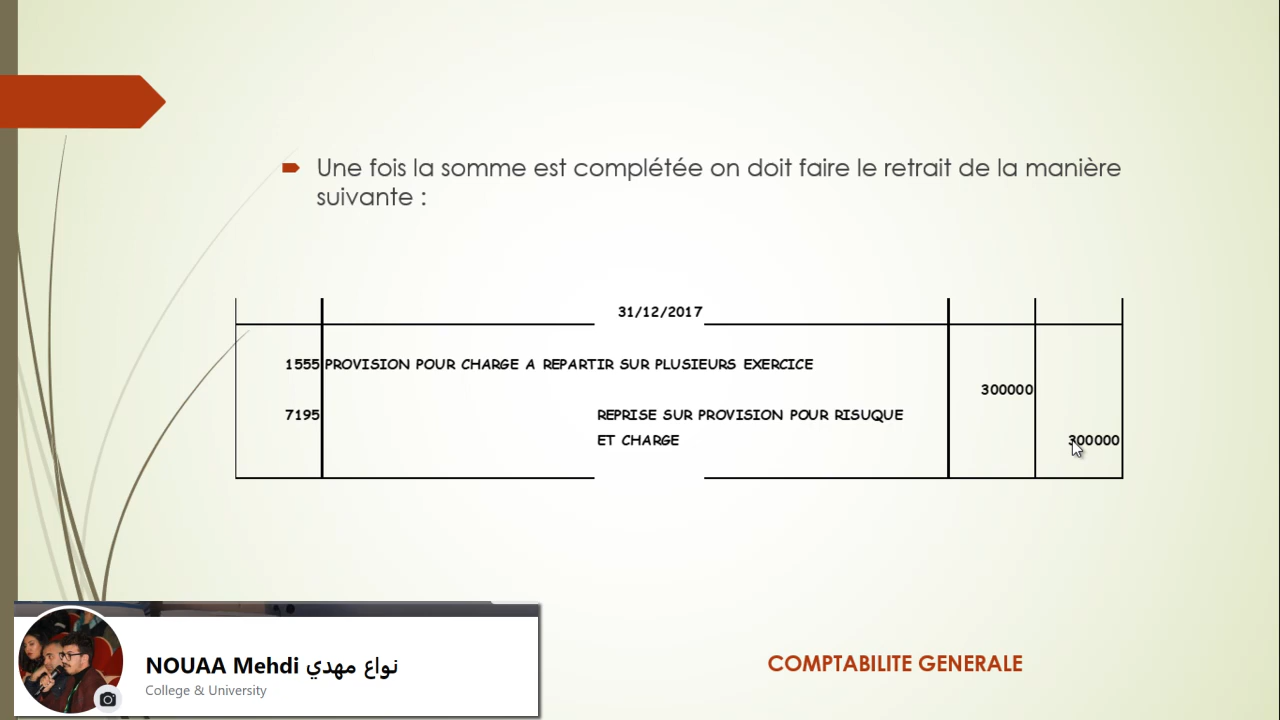 Une fois la somme est complétée on doit faire le retrait de la manière
suivante :
31/12/2017
1555 PROVISION POUR CHARGE A REPARTIR SUR PLUSIEURS EXERCICE
300000
7195 REPRISE SUR PROVISION POUR RISUQUE
ET CHARGE
300000
NOUAA Mehdi نواع مهدي
College & University
COMPTABILITE GENERALE